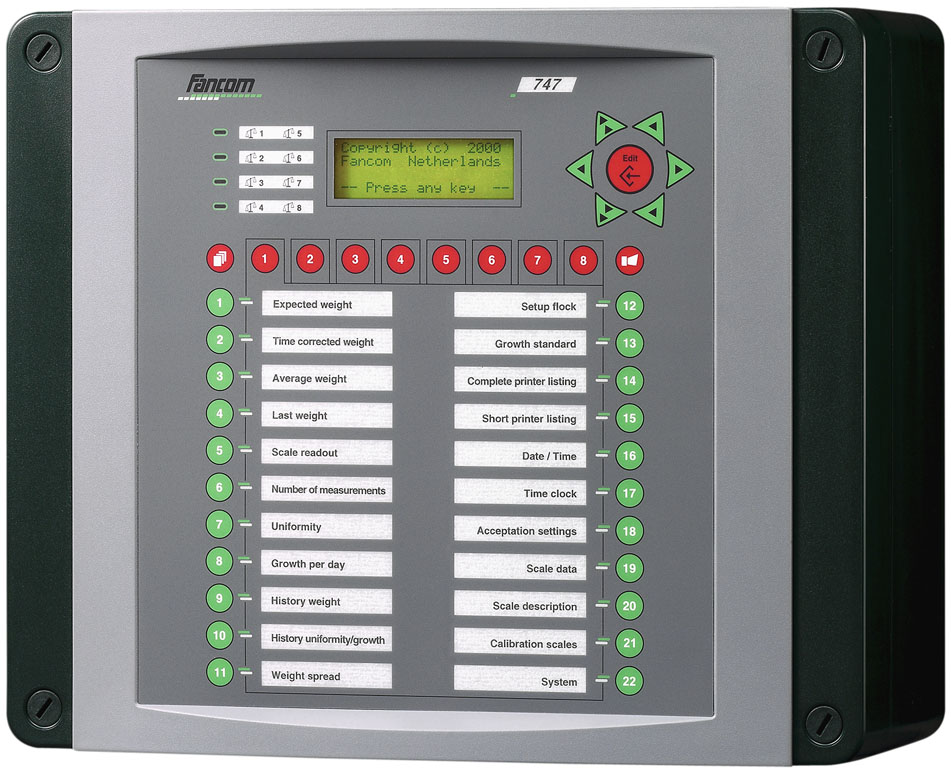 Fancom
747
1 5
2 6
3 7
4 8
Copyright (c) 2000
Fancom Netherlands
-- Press any key --
Edit
1 2 3 4 5 6 7 8
1 Expected weight
2 Time corrected weight
3 Average weight
4 Last weight
5 Scale readout
6 Number of measurements
7 Uniformity
8 Growth per day
9 History weight
10 History uniformity/growth
11 Weight spread
Setup flock 12
Growth standard 13
Complete printer listing 14
Short printer listing 15
Date / Time 16
Time clock 17
Acceptation settings 18
Scale data 19
Scale description 20
Calibration scales 21
System 22